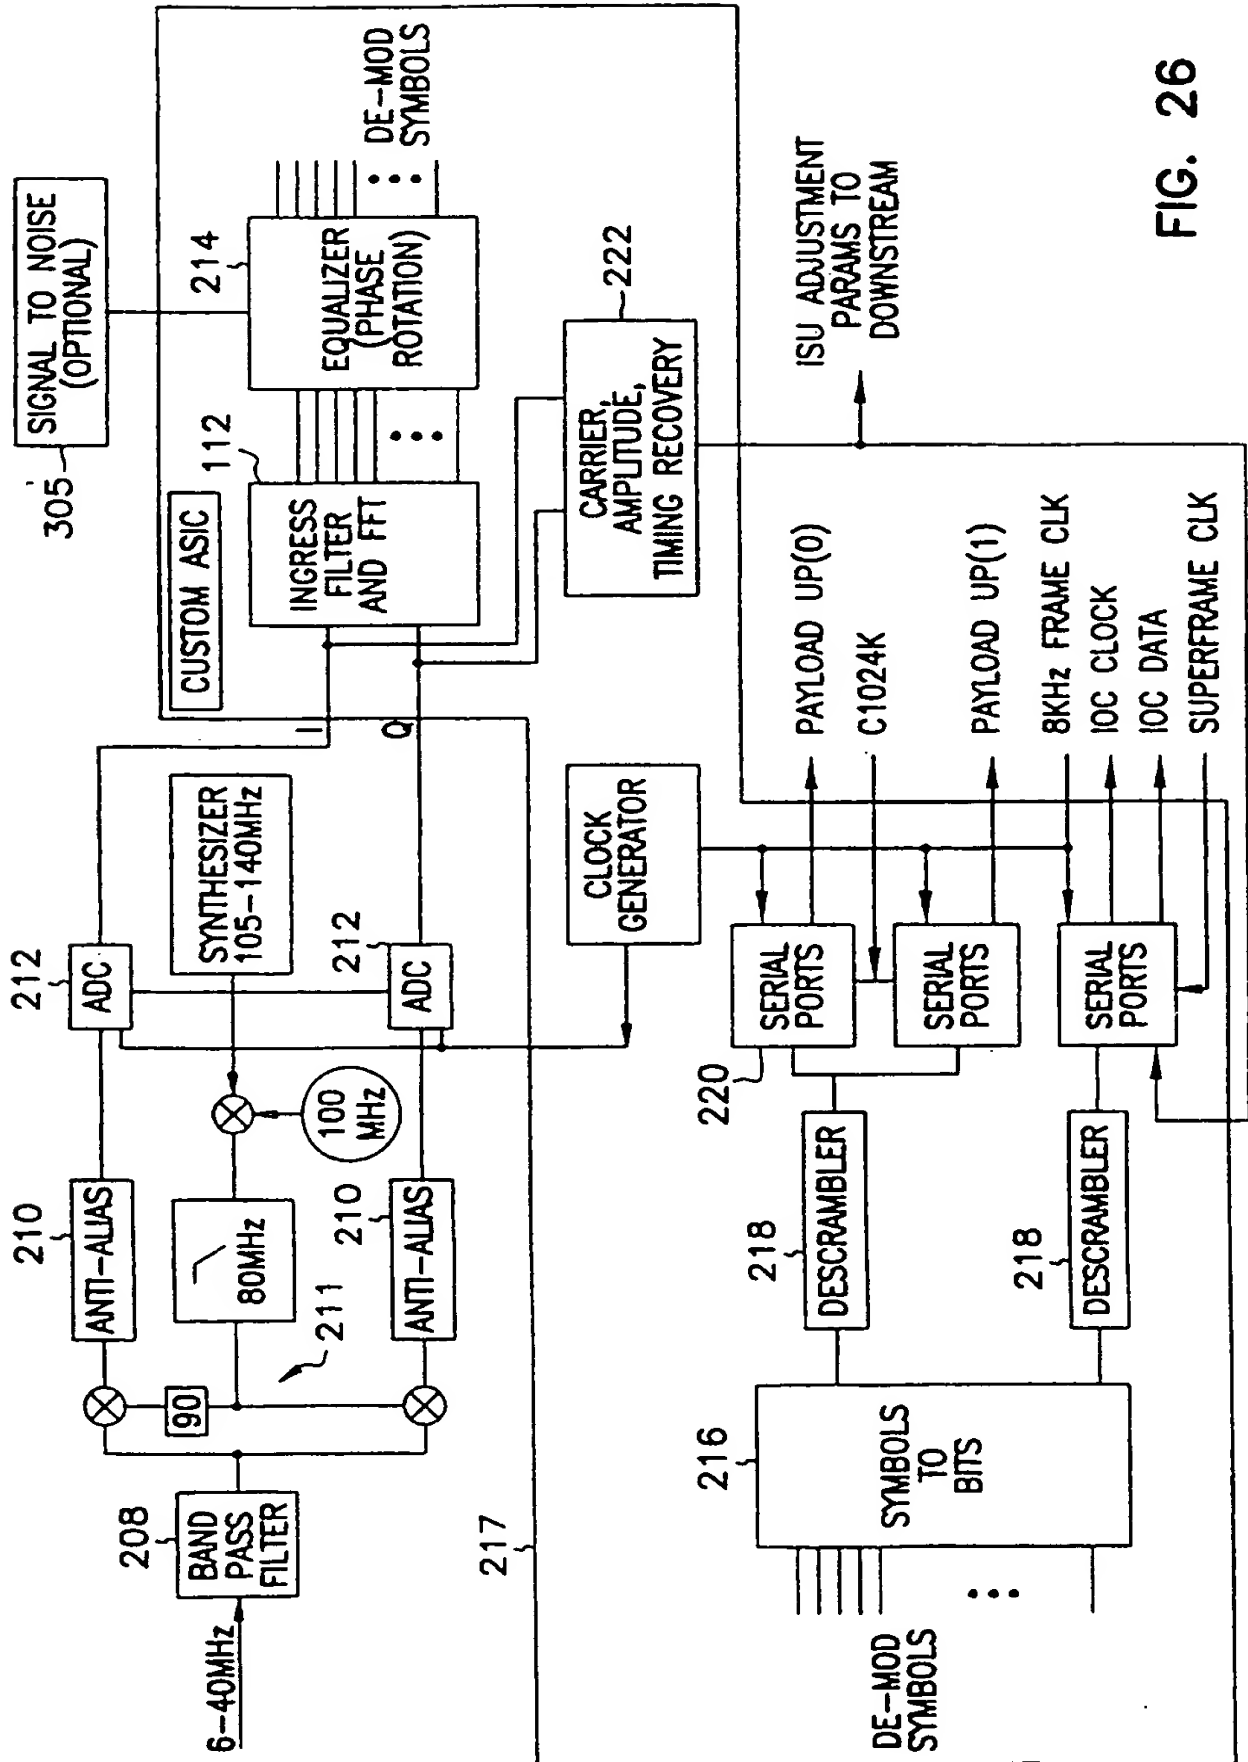 6-40MHz
208
BAND
PASS
FILTER
90
211
210
ANTI-ALIAS
80MHz
210
ANTI-ALIAS
100
MHz
212
ADC
SYNTHESIZER
105-140MHz
212
ADC
I
Q
CUSTOM ASIC
305
SIGNAL TO NOISE
(OPTIONAL)
112
INGRESS
FILTER
AND FFT
214
EQUALIZER
(PHASE
ROTATION)
DE-MOD
SYMBOLS
222
CARRIER,
AMPLITUDE,
TIMING RECOVERY
217
CLOCK
GENERATOR
ISU ADJUSTMENT
PARAMS TO
DOWNSTREAM
DE-MOD
SYMBOLS
216
SYMBOLS
TO
BITS
218
DESCRAMBLER
218
DESCRAMBLER
220
SERIAL
PORTS
SERIAL
PORTS
SERIAL
PORTS
PAYLOAD UP(0)
C1024K
PAYLOAD UP(1)
8KHz FRAME CLK
IOC CLOCK
IOC DATA
SUPERFRAME CLK
FIG. 26